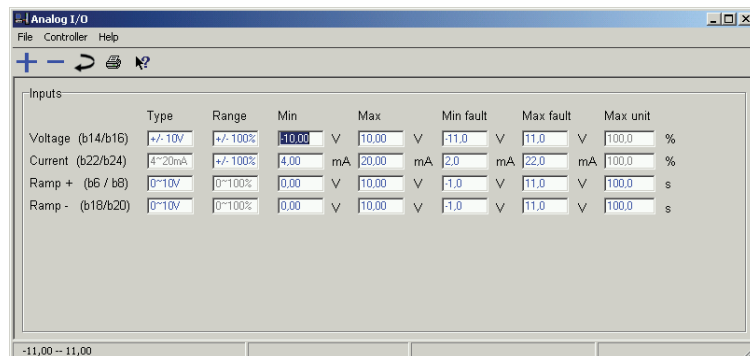 Analog I/O
File Controller Help
Inputs
Type Range Min Max Min fault Max fault Max unit
Voltage (b14/b16) +/- 10V +/- 100% -10,00 V 10,00 V -11,0 V 11,0 V 100,0 %
Current (b22/b24) 4~20mA +/- 100% 4,00 mA 20,00 mA 2,0 mA 22,0 mA 100,0 %
Ramp + (b6 / b8) 0~10V 0~100% 0,00 V 10,00 V -1,0 V 11,0 V 100,0 s
Ramp - (b18/b20) 0~10V 0~100% 0,00 V 10,00 V -1,0 V 11,0 V 100,0 s
-11,00 -- 11,00